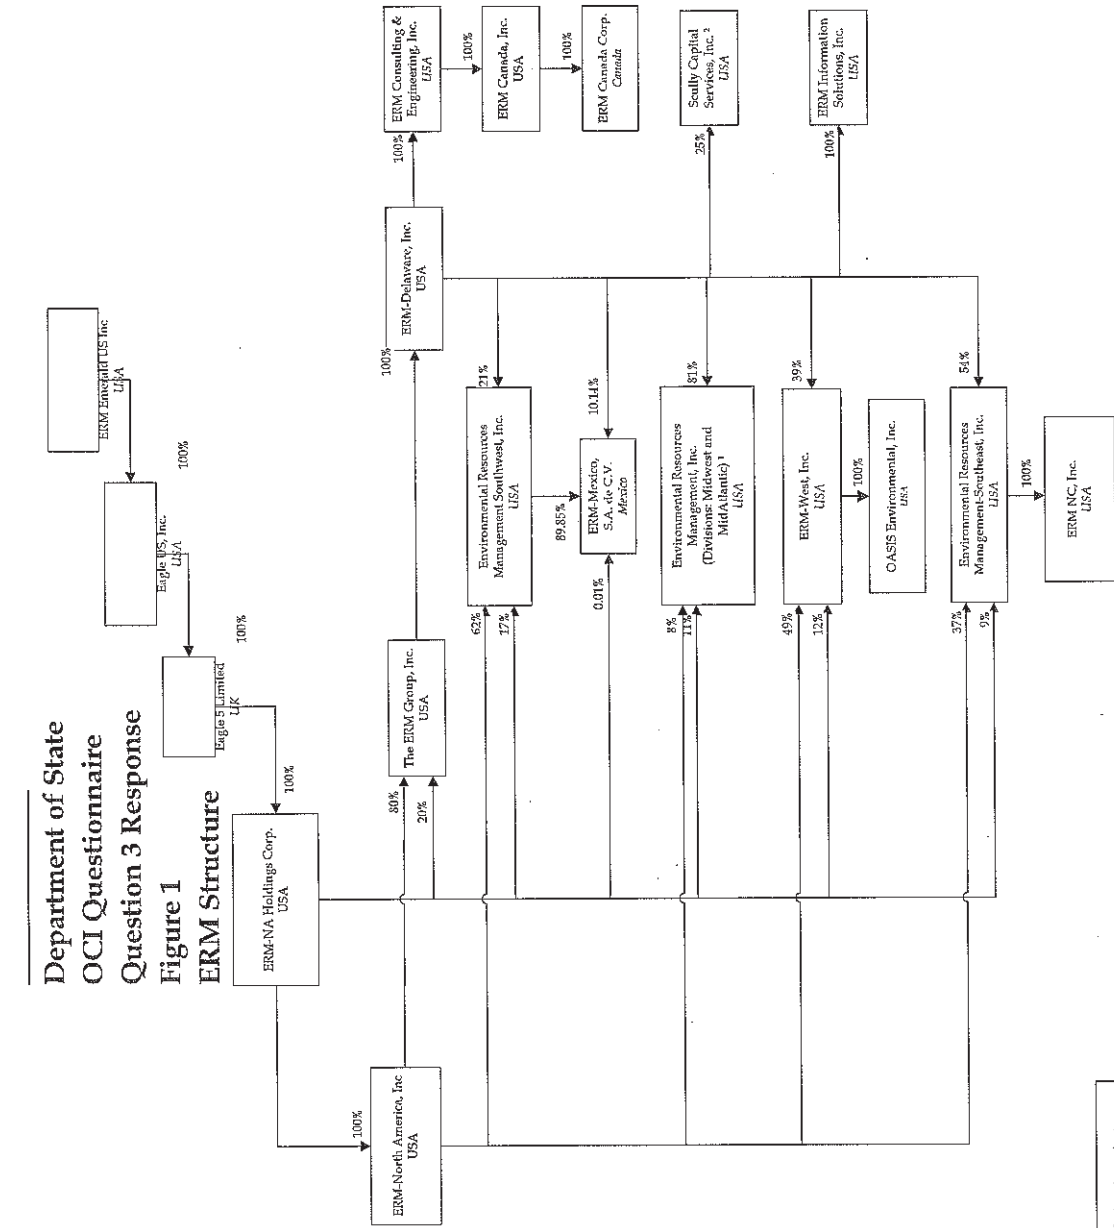 Department of State
OCI Questionnaire
Question 3 Response
Figure 1
ERM Structure
ERM Emerald US Inc
USA
100%
Eagle US, Inc.
USA
100%
Eagle 5 Limited
UK
100%
ERM-NA Holdings Corp.
USA
100%
ERM-North America, Inc
USA
80%
20%
The ERM Group, Inc.
USA
100%
ERM-Delaware, Inc.
USA
100%
ERM Consulting &
Engineering, Inc.
USA
100%
ERM Canada, Inc.
USA
100%
ERM Canada Corp.
Canada
62%
17%
Environmental Resources
Management Southwest, Inc.
USA
21%
89.85%
0.01%
ERM-Mexico,
S.A. de C.V.
Mexico
10.14%
8%
11%
Environmental Resources
Management, Inc.
(Divisions: Midwest and
MidAtlantic) 1
USA
81%
25%
Scully Capital
Services, Inc. 2
USA
49%
12%
ERM-West, Inc.
USA
39%
100%
OASIS Environmental, Inc.
USA
100%
ERM Information
Solutions, Inc.
USA
37%
9%
Environmental Resources
Management-Southeast, Inc.
USA
54%
100%
ERM NC, Inc.
USA